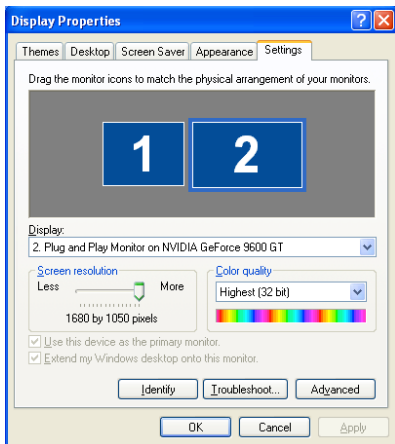 Display Properties
Themes Desktop Screen Saver Appearance Settings
Drag the monitor icons to match the physical arrangement of your monitors.
1 2
Display:
2. Plug and Play Monitor on NVIDIA GeForce 9600 GT
Screen resolution Color quality
Less More Highest (32 bit)
1680 by 1050 pixels
Use this device as the primary monitor.
Extend my Windows desktop onto this monitor.
Identify Troubleshoot... Advanced
OK Cancel Apply